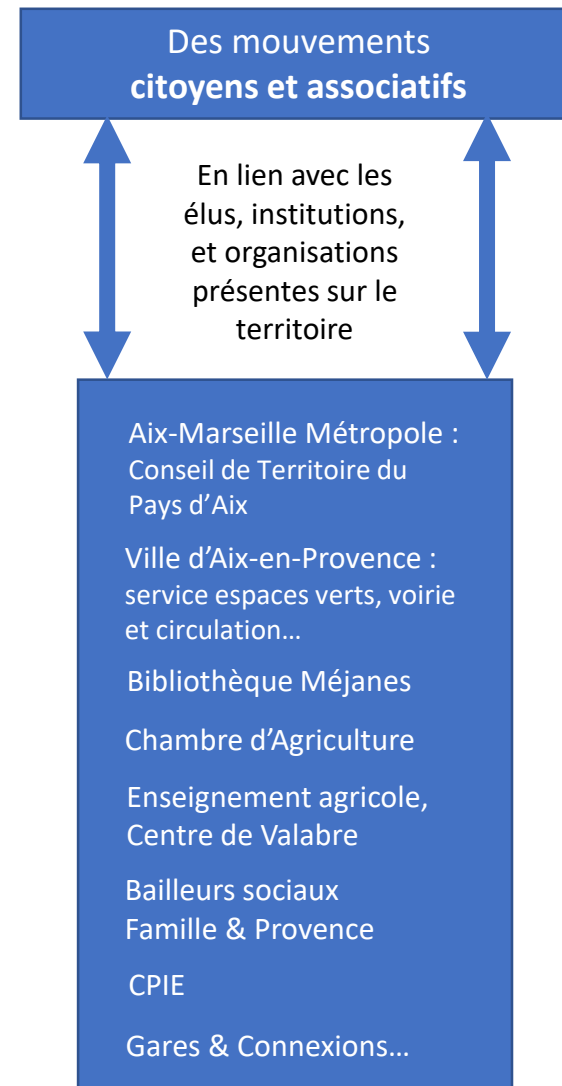 Des mouvements
citoyens et associatifs
En lien avec les
élus, institutions,
et organisations
présentes sur le
territoire
Aix-Marseille Métropole :
Conseil de Territoire du
Pays d’Aix
Ville d’Aix-en-Provence :
service espaces verts, voirie
et circulation…
Bibliothèque Méjanes
Chambre d’Agriculture
Enseignement agricole,
Centre de Valabre
Bailleurs sociaux
Famille & Provence
CPIE
Gares & Connexions…